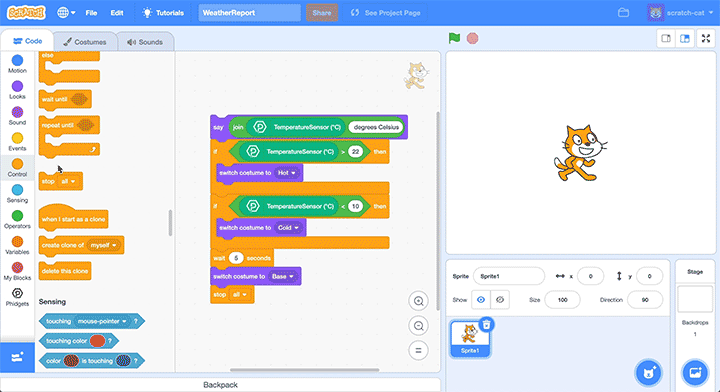 SCRATCH File Edit Tutorials WeatherReport Share See Project Page scratch-cat
Code Costumes Sounds
Motion
Looks
Sound
Events
Control
Sensing
Operators
Variables
My Blocks
Phidgets
else
wait until
repeat until
stop all
when I start as a clone
create clone of myself
delete this clone
Sensing
touching mouse-pointer ?
touching color ?
color is touching ?
say join TemperatureSensor (°C) degrees Celsius
if TemperatureSensor (°C) > 22 then
switch costume to Hot
if TemperatureSensor (°C) < 10 then
switch costume to Cold
wait 5 seconds
switch costume to Base
stop all
Backpack
Sprite Sprite1 x 0 y 0
Show Size 100 Direction 90
Sprite1
Stage
Backdrops
1